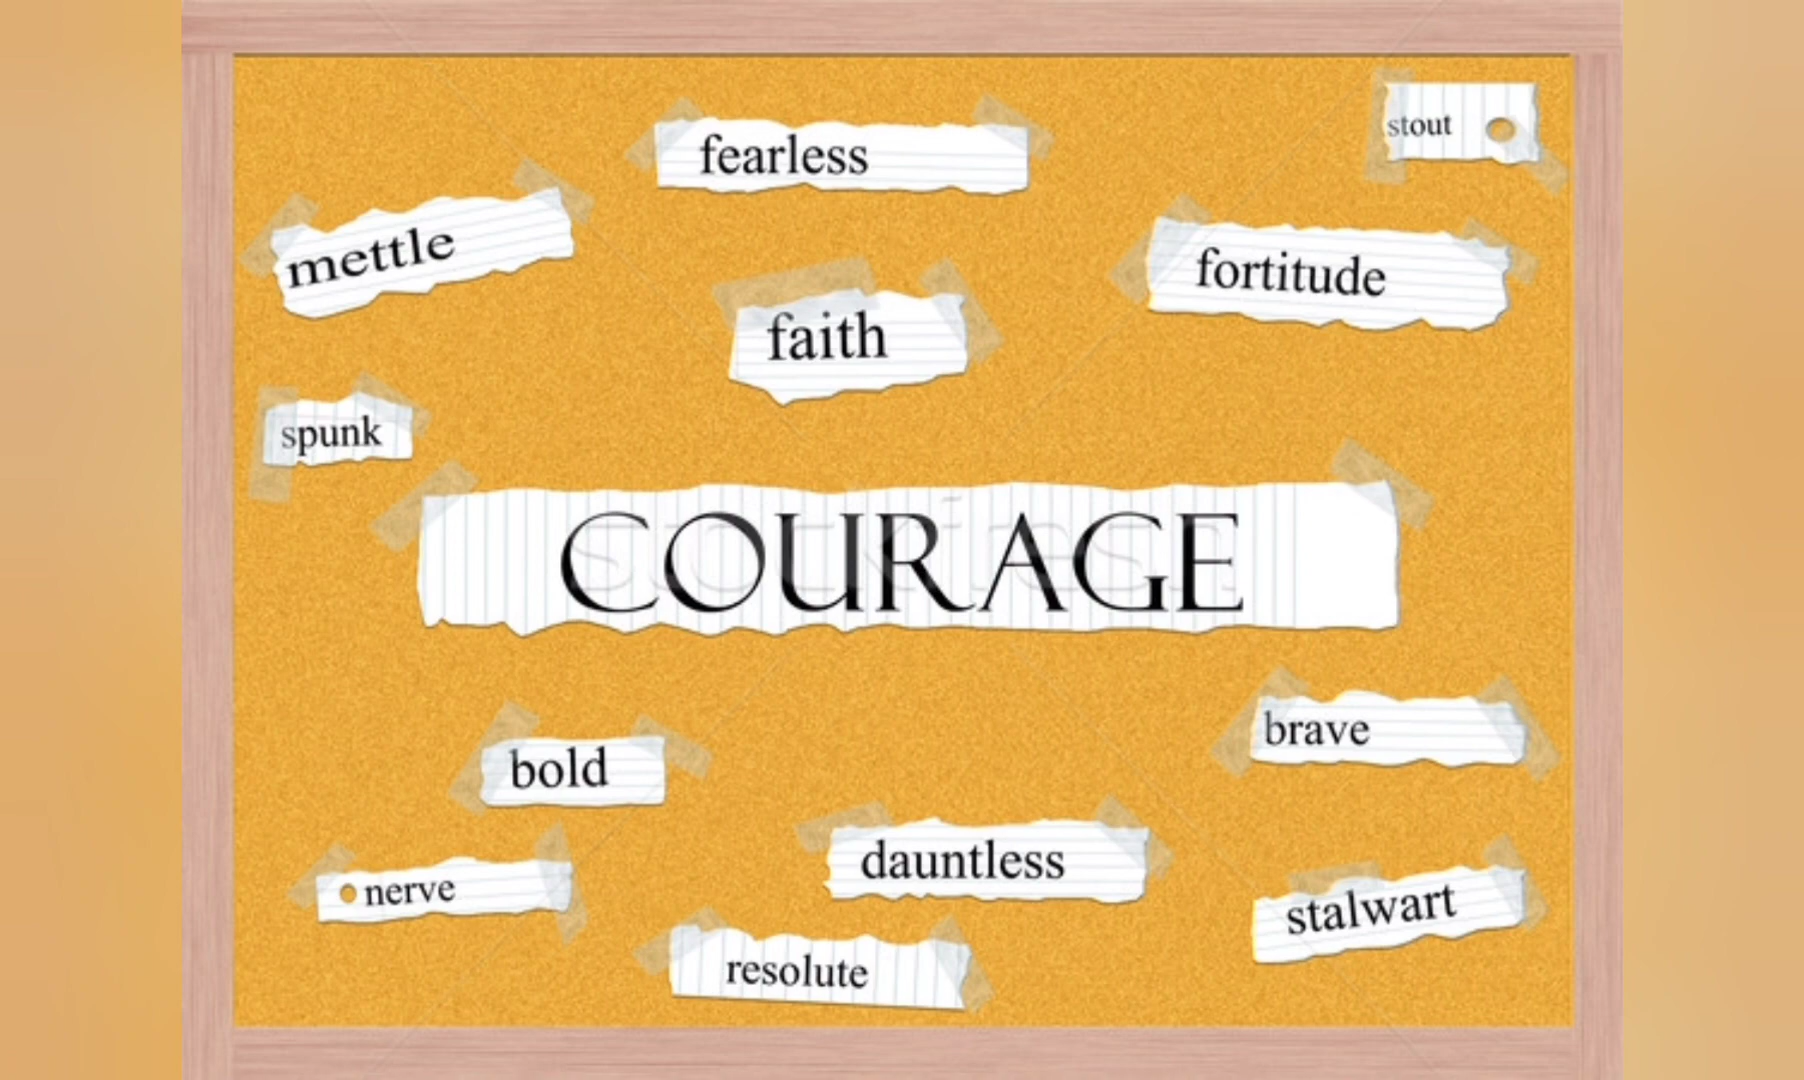 stout
fearless
mettle
fortitude
faith
spunk
COURAGE
brave
bold
dauntless
nerve
stalwart
resolute